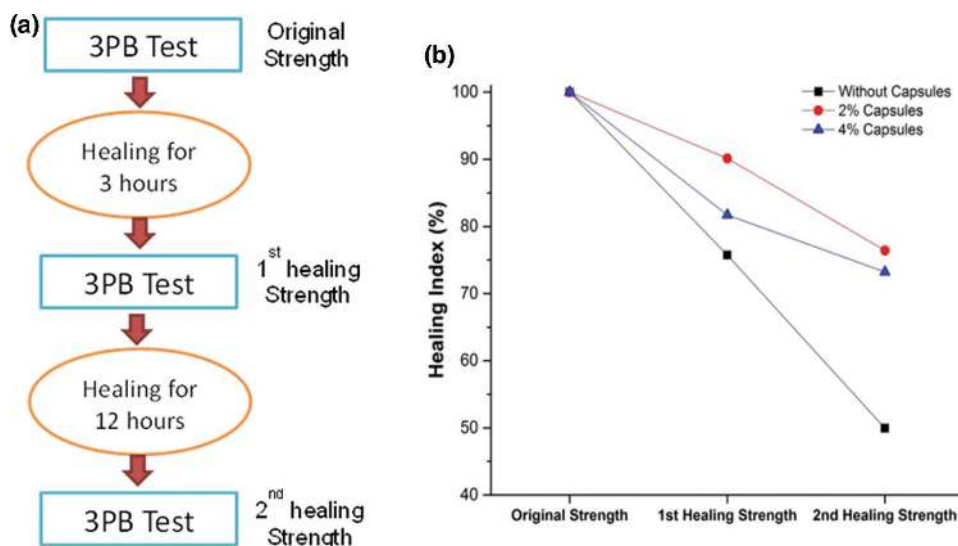 (a)
3PB Test
Original
Strength
Healing for
3 hours
3PB Test
1st healing
Strength
Healing for
12 hours
3PB Test
2nd healing
Strength
(b)
Without Capsules
2% Capsules
4% Capsules
Healing Index (%)
100
90
80
70
60
50
40
Original Strength
1st Healing Strength
2nd Healing Strength